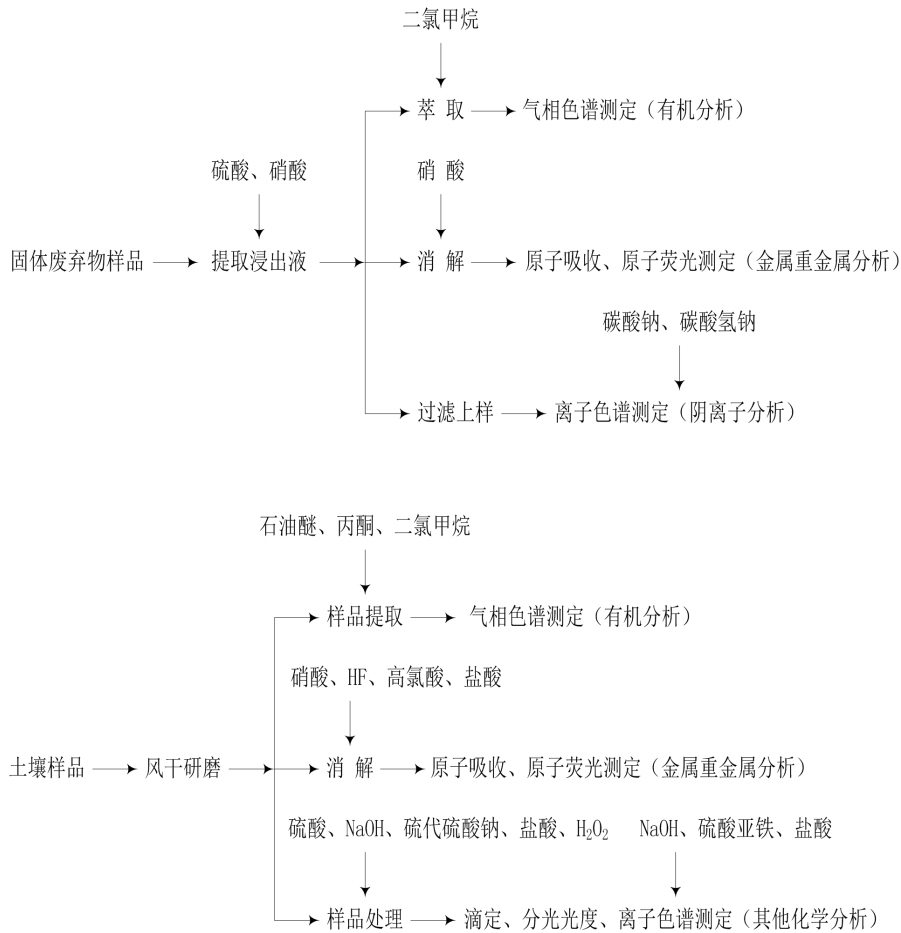 二氯甲烷
萃 取
气相色谱测定（有机分析）
硫酸、硝酸
硝 酸
固体废弃物样品
提取浸出液
消 解
原子吸收、原子荧光测定（金属重金属分析）
碳酸钠、碳酸氢钠
过滤上样
离子色谱测定（阴离子分析）
石油醚、丙酮、二氯甲烷
样品提取
气相色谱测定（有机分析）
硝酸、HF、高氯酸、盐酸
土壤样品
风干研磨
消 解
原子吸收、原子荧光测定（金属重金属分析）
硫酸、NaOH、硫代硫酸钠、盐酸、H₂O₂
NaOH、硫酸亚铁、盐酸
样品处理
滴定、分光光度、离子色谱测定（其他化学分析）